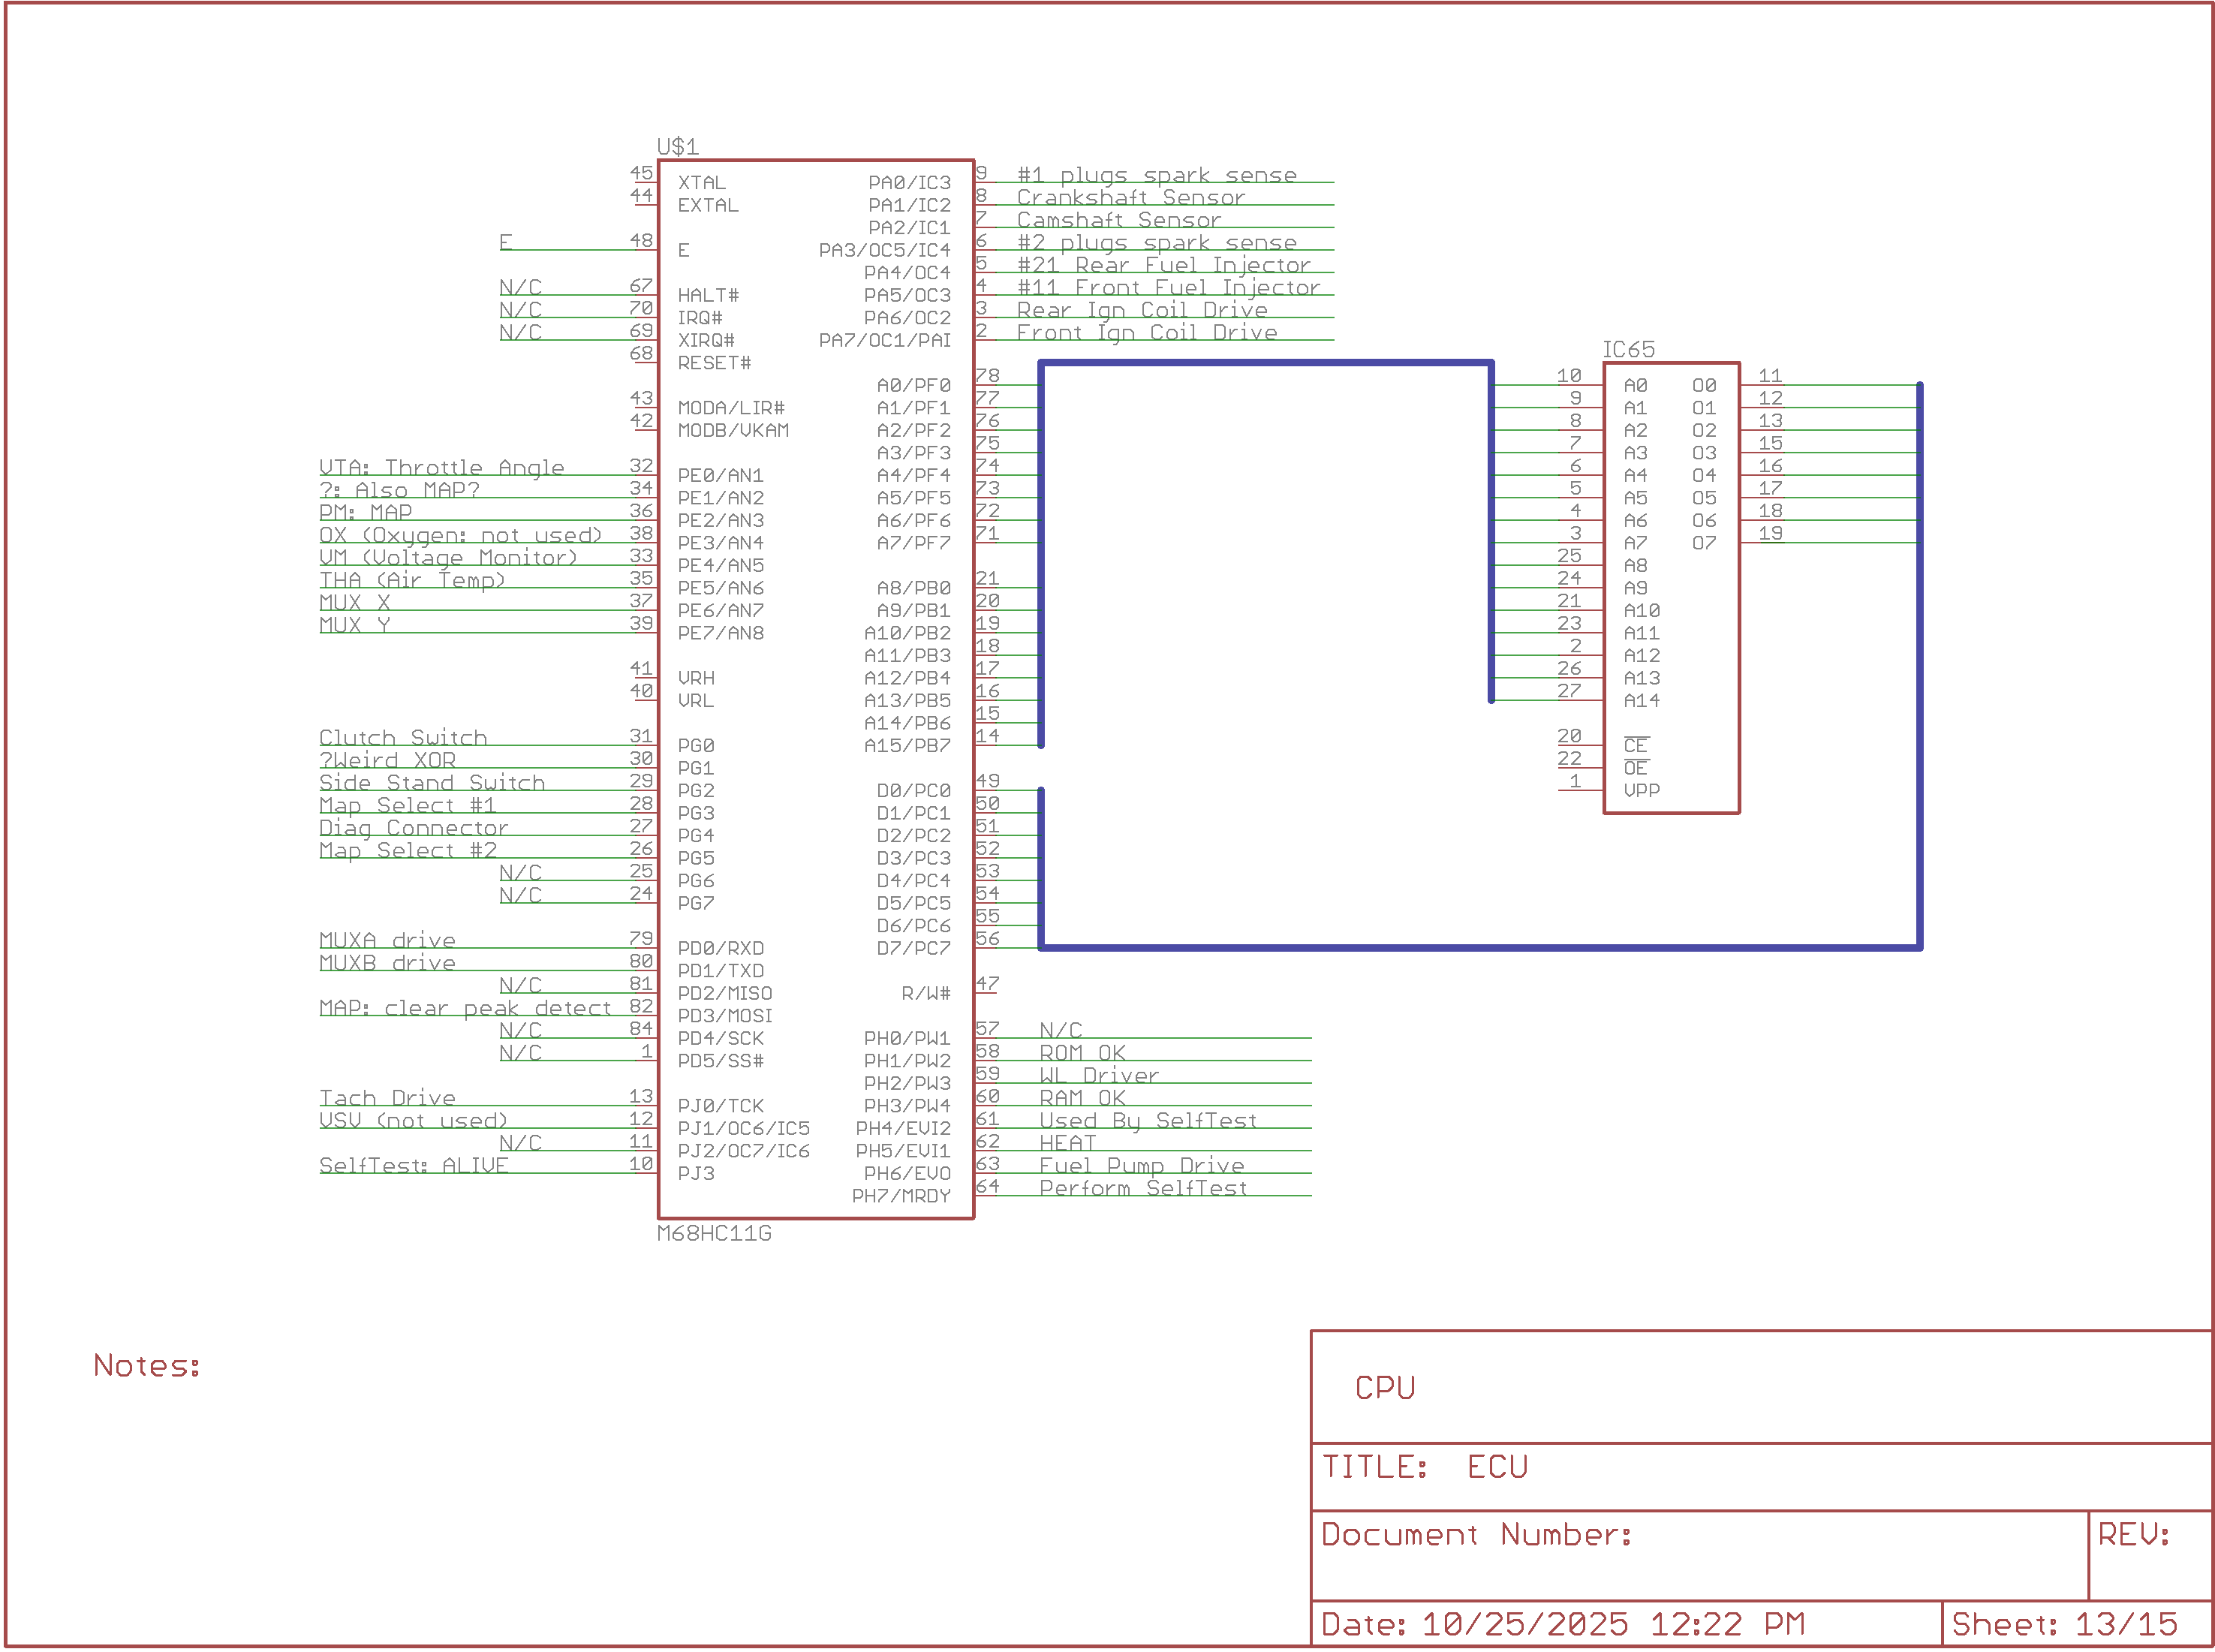 U$1
45 XTAL
44 EXTAL
E 48 E
N/C 67 HALT#
N/C 70 IRQ#
N/C 69 XIRQ#
68 RESET#
43 MODA/LIR#
42 MODB/VKAM
VTA: Throttle Angle 32 PE0/AN1
?: Also MAP? 34 PE1/AN2
PM: MAP 36 PE2/AN3
OX (Oxygen: not used) 38 PE3/AN4
VM (Voltage Monitor) 33 PE4/AN5
THA (Air Temp) 35 PE5/AN6
MUX X 37 PE6/AN7
MUX Y 39 PE7/AN8
41 VRH
40 VRL
Clutch Switch 31 PG0
?Weird XOR 30 PG1
Side Stand Switch 29 PG2
Map Select #1 28 PG3
Diag Connector 27 PG4
Map Select #2 26 PG5
N/C 25 PG6
N/C 24 PG7
MUXA drive 79 PD0/RXD
MUXB drive 80 PD1/TXD
N/C 81 PD2/MISO
MAP: clear peak detect 82 PD3/MOSI
N/C 84 PD4/SCK
N/C 1 PD5/SS#
Tach Drive 13 PJ0/TCK
VSV (not used) 12 PJ1/OC6/IC5
N/C 11 PJ2/OC7/IC6
SelfTest: ALIVE 10 PJ3
PA0/IC3 9 #1 plugs spark sense
PA1/IC2 8 Crankshaft Sensor
PA2/IC1 7 Camshaft Sensor
PA3/OC5/IC4 6 #2 plugs spark sense
PA4/OC4 5 #21 Rear Fuel Injector
PA5/OC3 4 #11 Front Fuel Injector
PA6/OC2 3 Rear Ign Coil Drive
PA7/OC1/PAI 2 Front Ign Coil Drive
A0/PF0 78
A1/PF1 77
A2/PF2 76
A3/PF3 75
A4/PF4 74
A5/PF5 73
A6/PF6 72
A7/PF7 71
A8/PB0 21
A9/PB1 20
A10/PB2 19
A11/PB3 18
A12/PB4 17
A13/PB5 16
A14/PB6 15
A15/PB7 14
D0/PC0 49
D1/PC1 50
D2/PC2 51
D3/PC3 52
D4/PC4 53
D5/PC5 54
D6/PC6 55
D7/PC7 56
R/W# 47
PH0/PW1 57 N/C
PH1/PW2 58 ROM OK
PH2/PW3 59 WL Driver
PH3/PW4 60 RAM OK
PH4/EVI2 61 Used By SelfTest
PH5/EVI1 62 HEAT
PH6/EVO 63 Fuel Pump Drive
PH7/MRDY 64 Perform SelfTest
M68HC11G
IC65
10 A0 O0 11
9 A1 O1 12
8 A2 O2 13
7 A3 O3 15
6 A4 O4 16
5 A5 O5 17
4 A6 O6 18
3 A7 O7 19
25 A8
24 A9
21 A10
23 A11
2 A12
26 A13
27 A14
20 CE
22 OE
1 VPP
Notes:
CPU
TITLE: ECU
Document Number:
REV:
Date: 10/25/2025 12:22 PM
Sheet: 13/15